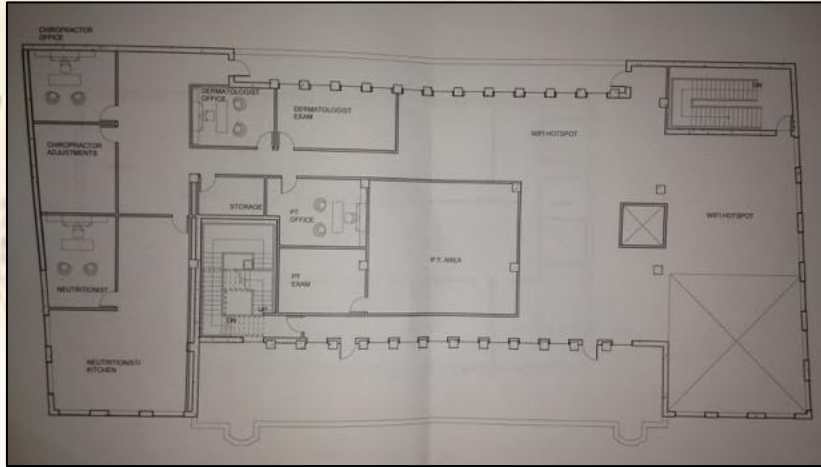 CHIROPRACTOR
OFFICE
DERMATOLOGIST
OFFICE
DERMATOLOGIST
EXAM
DN
WIFI HOTSPOT
CHIROPRACTOR
ADJUSTMENTS
STORAGE
PT
OFFICE
WIFI HOTSPOT
P.T. AREA
NEUTRITIONIST
PT
EXAM
UP
DN
NEUTRITIONIST/
KITCHEN